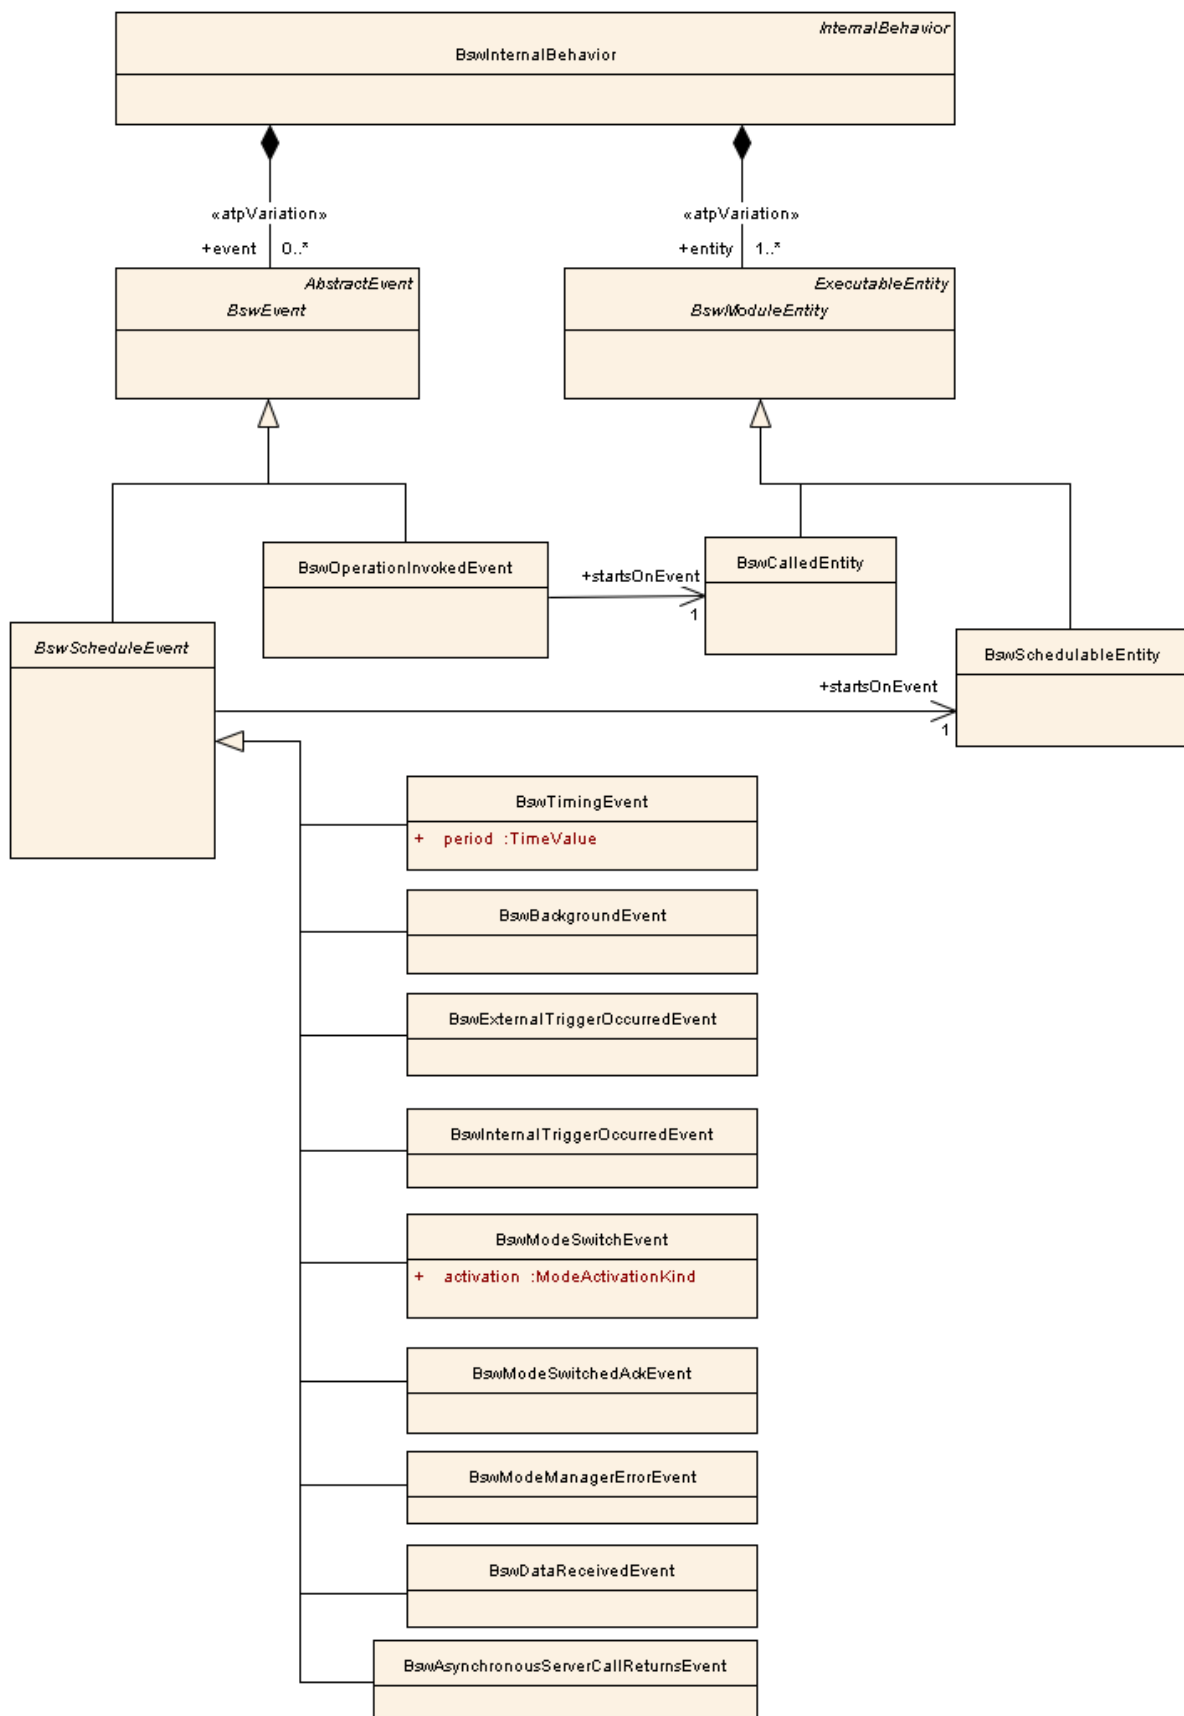 InternalBehavior
BswInternalBehavior
«atpVariation»
«atpVariation»
+event 0..*
+entity 1..*
AbstractEvent
BswEvent
ExecutableEntity
BswModuleEntity
BswOperationInvokedEvent
+startsOnEvent
1
BswCalledEntity
BswScheduleEvent
BswSchedulableEntity
+startsOnEvent
1
BswTimingEvent
+ period :TimeValue
BswBackgroundEvent
BswExternalTriggerOccurredEvent
BswInternalTriggerOccurredEvent
BswModeSwitchEvent
+ activation :ModeActivationKind
BswModeSwitchedAckEvent
BswModeManagerErrorEvent
BswDataReceivedEvent
BswAsynchronousServerCallReturnsEvent